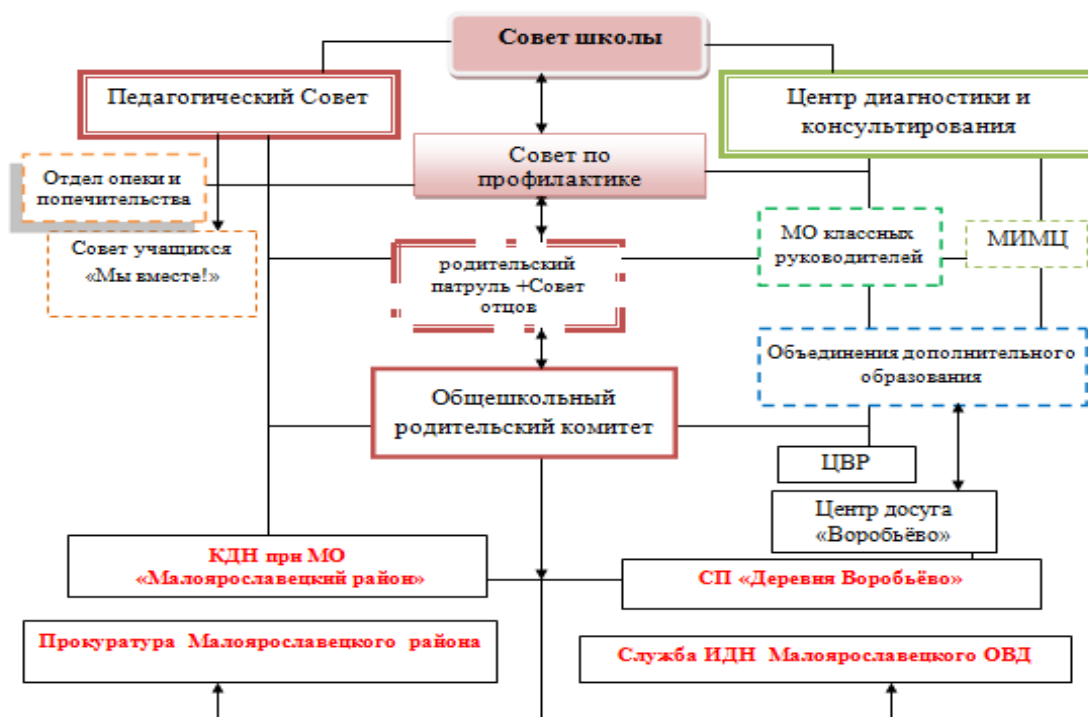 Совет школы
Педагогический Совет
Центр диагностики и
консультирования
Совет по
профилактике
Отдел опеки и
попечительства
Совет учащихся
«Мы вместе!»
МО классных
руководителей
МИМЦ
родительский
патруль +Совет
отцов
Объединения дополнительного
образования
Общешкольный
родительский комитет
ЦВР
Центр досуга
«Воробьёво»
КДН при МО
«Малоярославецкий район»
СП «Деревня Воробьёво»
Прокуратура Малоярославецкого района
Служба ИДН Малоярославецкого ОВД